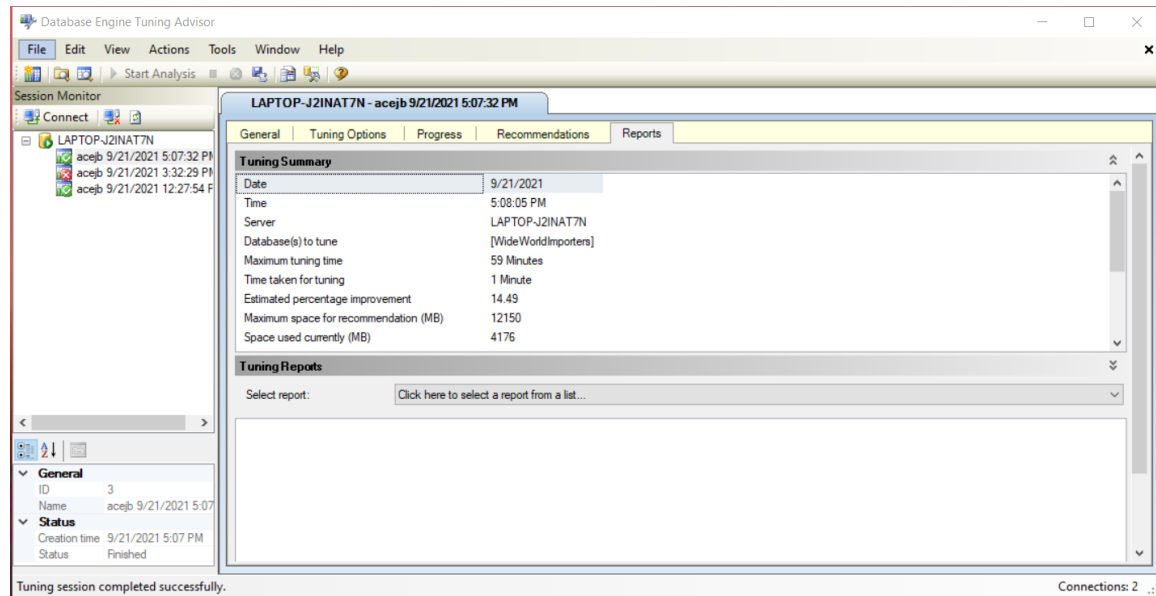 Database Engine Tuning Advisor
File Edit View Actions Tools Window Help
Start Analysis
Session Monitor
Connect
LAPTOP-J2INAT7N
acejb 9/21/2021 5:07:32 PM
acejb 9/21/2021 3:32:29 PM
acejb 9/21/2021 12:27:54 P
General
ID 3
Name acejb 9/21/2021 5:07
Status
Creation time 9/21/2021 5:07 PM
Status Finished
LAPTOP-J2INAT7N - acejb 9/21/2021 5:07:32 PM
General Tuning Options Progress Recommendations Reports
Tuning Summary
Date 9/21/2021
Time 5:08:05 PM
Server LAPTOP-J2INAT7N
Database(s) to tune [WideWorldImporters]
Maximum tuning time 59 Minutes
Time taken for tuning 1 Minute
Estimated percentage improvement 14.49
Maximum space for recommendation (MB) 12150
Space used currently (MB) 4176
Tuning Reports
Select report: Click here to select a report from a list...
Tuning session completed successfully. Connections: 2